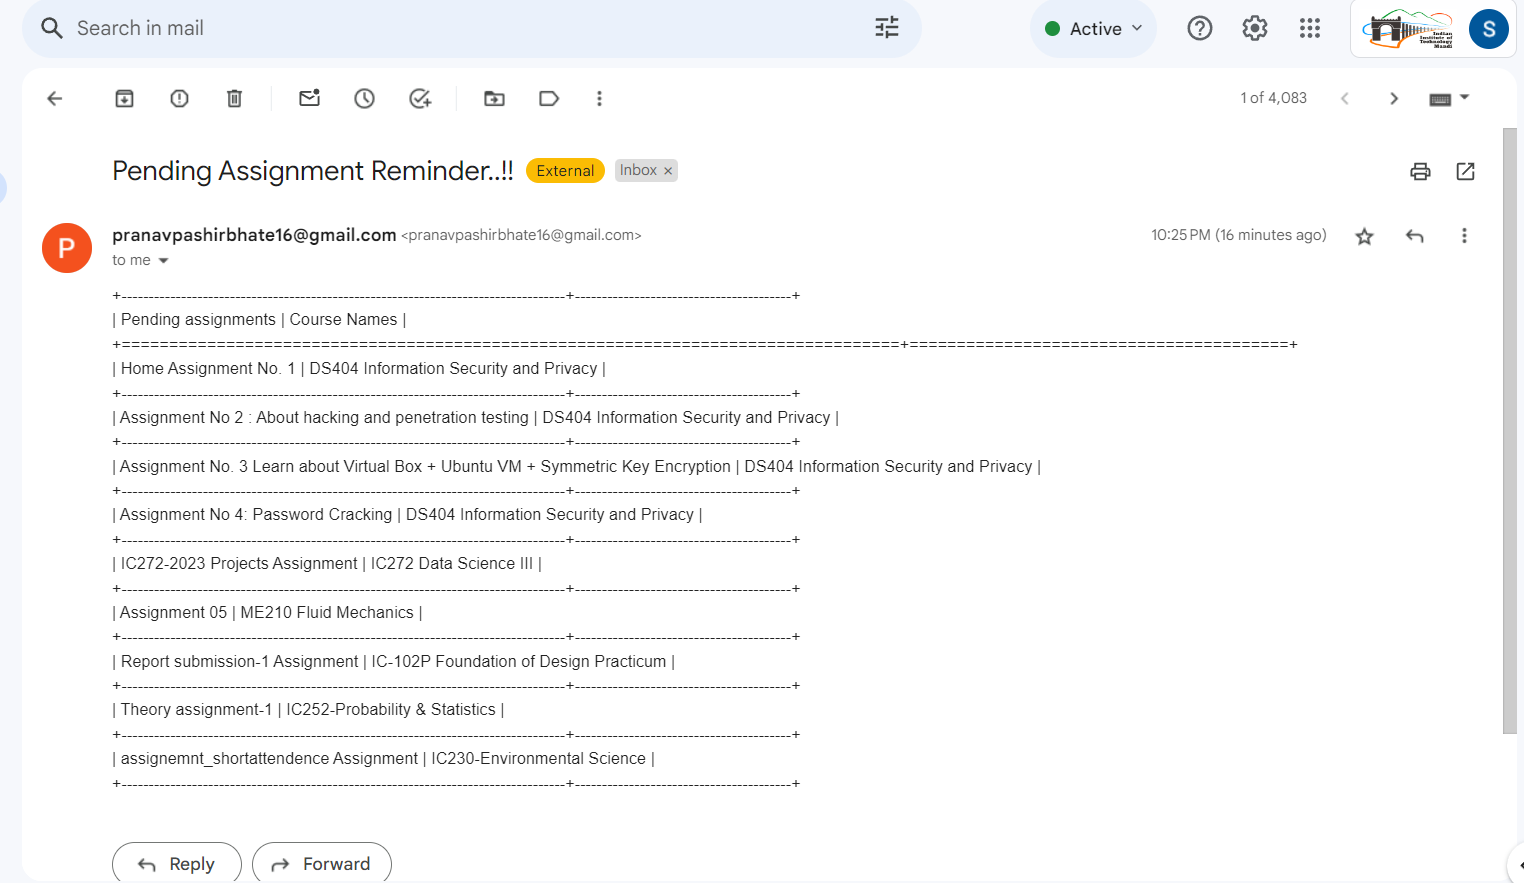 Search in mail
Active
Indian
Institute of
Technology
Mandi
S
1 of 4,083
Pending Assignment Reminder..!! External Inbox ×
P
pranavpashirbhate16@gmail.com <pranavpashirbhate16@gmail.com>
10:25 PM (16 minutes ago)
to me
+----------------------------------------------------------------------------------+----------------------------------------+
| Pending assignments | Course Names |
+==================================================================================+========================================+
| Home Assignment No. 1 | DS404 Information Security and Privacy |
+----------------------------------------------------------------------------------+----------------------------------------+
| Assignment No 2 : About hacking and penetration testing | DS404 Information Security and Privacy |
+----------------------------------------------------------------------------------+----------------------------------------+
| Assignment No. 3 Learn about Virtual Box + Ubuntu VM + Symmetric Key Encryption | DS404 Information Security and Privacy |
+----------------------------------------------------------------------------------+----------------------------------------+
| Assignment No 4: Password Cracking | DS404 Information Security and Privacy |
+----------------------------------------------------------------------------------+----------------------------------------+
| IC272-2023 Projects Assignment | IC272 Data Science III |
+----------------------------------------------------------------------------------+----------------------------------------+
| Assignment 05 | ME210 Fluid Mechanics |
+----------------------------------------------------------------------------------+----------------------------------------+
| Report submission-1 Assignment | IC-102P Foundation of Design Practicum |
+----------------------------------------------------------------------------------+----------------------------------------+
| Theory assignment-1 | IC252-Probability & Statistics |
+----------------------------------------------------------------------------------+----------------------------------------+
| assignemnt_shortattendence Assignment | IC230-Environmental Science |
+----------------------------------------------------------------------------------+----------------------------------------+
Reply
Forward